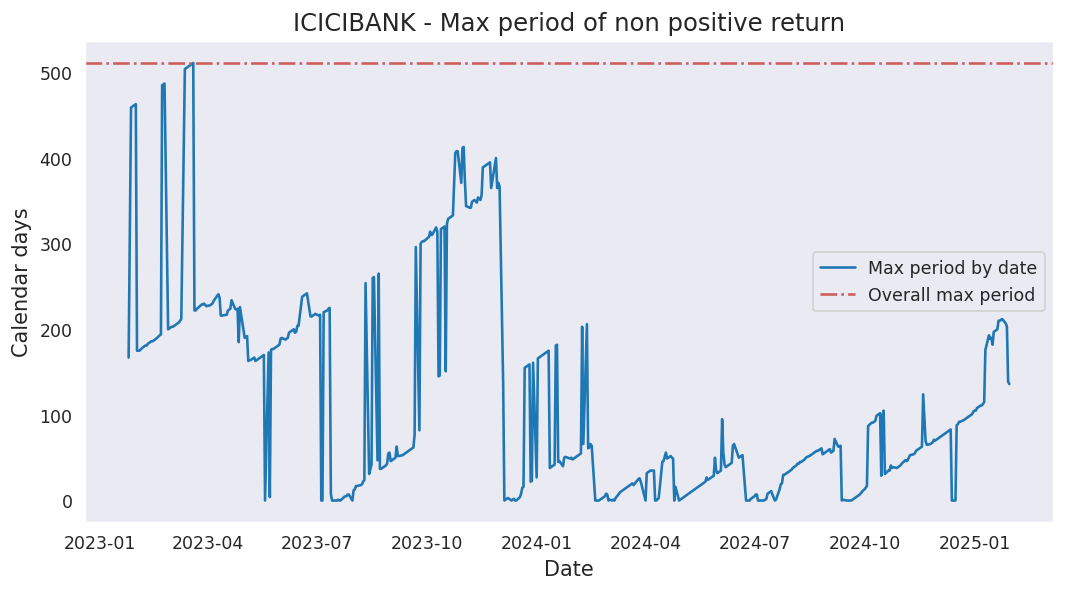 ICICIBANK - Max period of non positive return
Calendar days
500
400
300
200
100
0
Max period by date
Overall max period
2023-01 2023-04 2023-07 2023-10 2024-01 2024-04 2024-07 2024-10 2025-01
Date